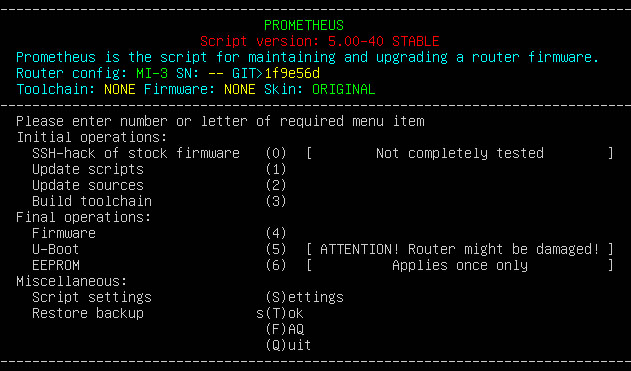 PROMETHEUS
Script version: 5.00-40 STABLE
Prometheus is the script for maintaining and upgrading a router firmware.
Router config: MI-3 SN: -- GIT>1f9e56d
Toolchain: NONE Firmware: NONE Skin: ORIGINAL
Please enter number or letter of required menu item
Initial operations:
SSH-hack of stock firmware (0) [ Not completely tested ]
Update scripts (1)
Update sources (2)
Build toolchain (3)
Final operations:
Firmware (4)
U-Boot (5) [ ATTENTION! Router might be damaged! ]
EEPROM (6) [ Applies once only ]
Miscellaneous:
Script settings (S)ettings
Restore backup s(T)ok
(F)AQ
(Q)uit